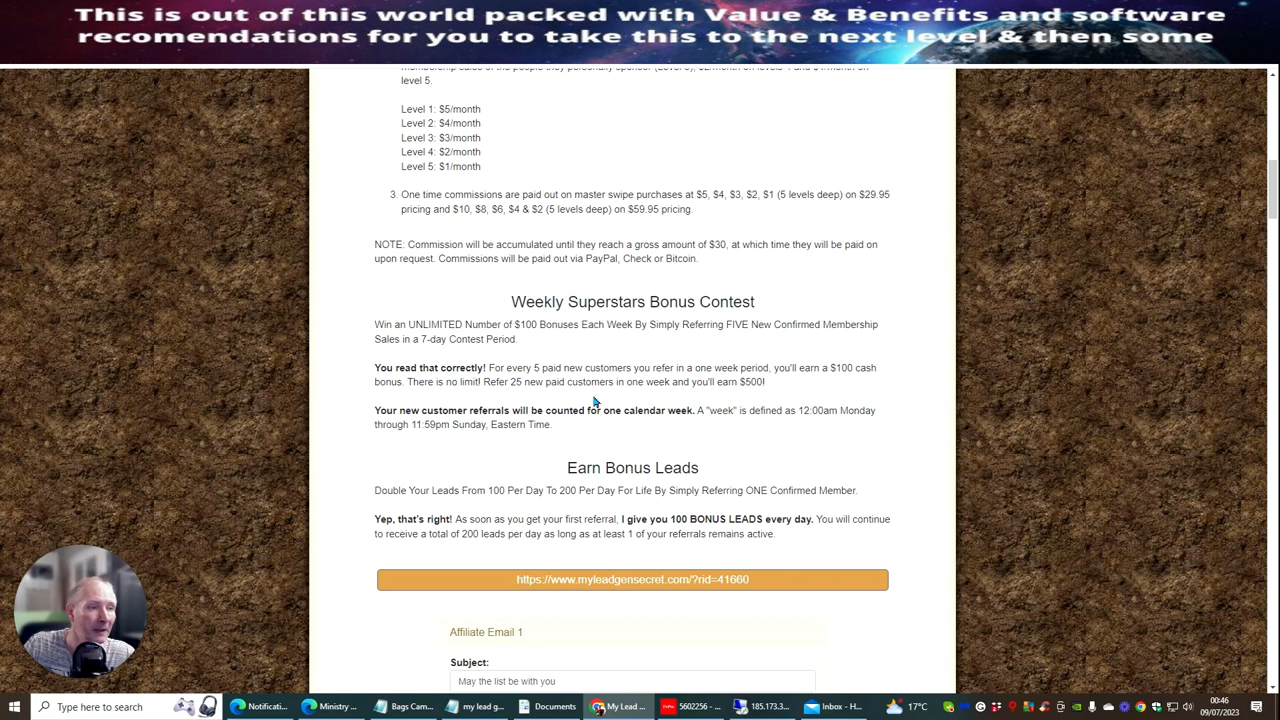 This is out of this world packed with Value & Benefits and software
recomendations for you to take this to the next level & then some
level 5.
Level 1: $5/month
Level 2: $4/month
Level 3: $3/month
Level 4: $2/month
Level 5: $1/month
3. One time commissions are paid out on master swipe purchases at $5, $4, $3, $2, $1 (5 levels deep) on $29.95
pricing and $10, $8, $6, $4 & $2 (5 levels deep) on $59.95 pricing.
NOTE: Commission will be accumulated until they reach a gross amount of $30, at which time they will be paid on
upon request. Commissions will be paid out via PayPal, Check or Bitcoin.
Weekly Superstars Bonus Contest
Win an UNLIMITED Number of $100 Bonuses Each Week By Simply Referring FIVE New Confirmed Membership
Sales in a 7-day Contest Period.
You read that correctly! For every 5 paid new customers you refer in a one week period, you'll earn a $100 cash
bonus. There is no limit! Refer 25 new paid customers in one week and you'll earn $500!
Your new customer referrals will be counted for one calendar week. A "week" is defined as 12:00am Monday
through 11:59pm Sunday, Eastern Time.
Earn Bonus Leads
Double Your Leads From 100 Per Day To 200 Per Day For Life By Simply Referring ONE Confirmed Member.
Yep, that's right! As soon as you get your first referral, I give you 100 BONUS LEADS every day. You will continue
to receive a total of 200 leads per day as long as at least 1 of your referrals remains active.
https://www.myleadgensecret.com/?rid=41660
Affiliate Email 1
Subject:
May the list be with you
Type here to search
Notificati...
Ministry ...
Bags Cam...
my lead g...
Documents
My Lead ...
5602256 - ...
185.173.3...
Inbox - H...
17°C
00:46
09/07/2023